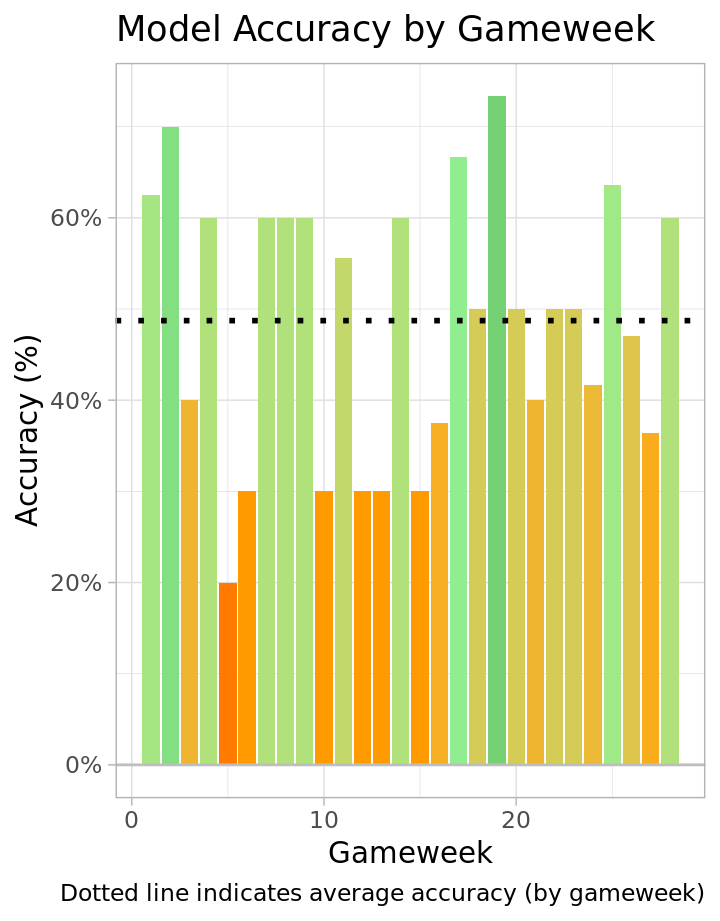 Model Accuracy by Gameweek
Accuracy (%)
60%
40%
20%
0%
0 10 20
Gameweek
Dotted line indicates average accuracy (by gameweek)